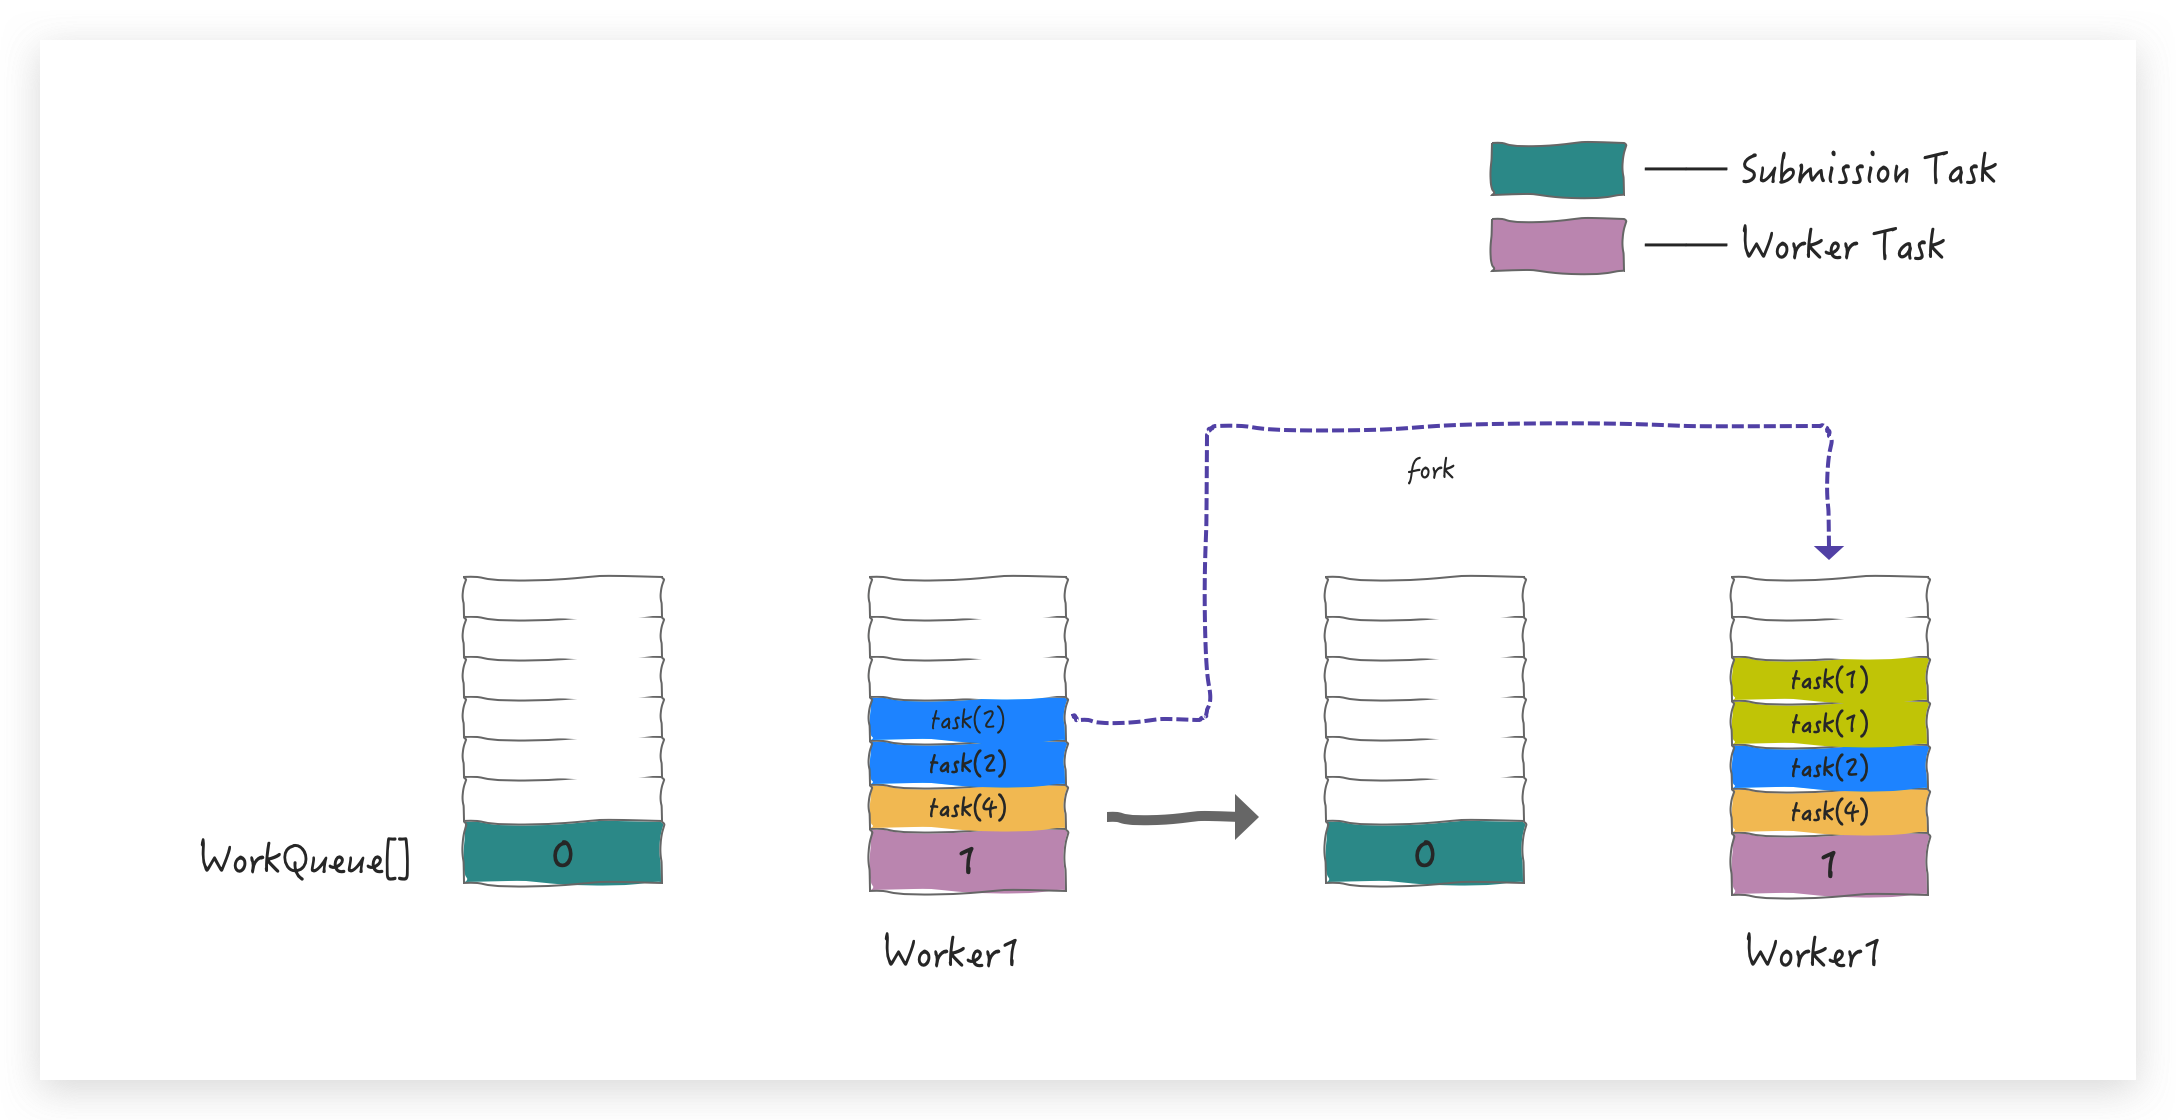 Submission Task
Worker Task
fork
task(2)
task(2)
task(4)
task(1)
task(1)
task(2)
task(4)
WorkQueue[]
0
1
0
1
Worker1
Worker1